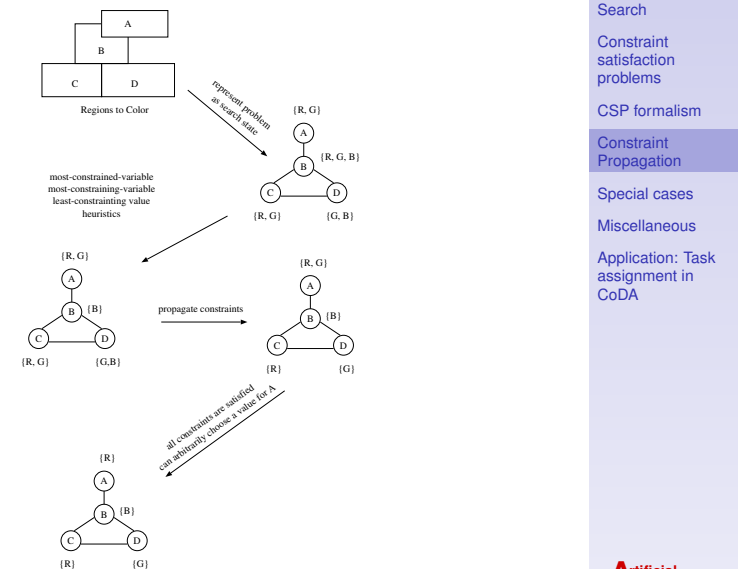 A
B
C D
Regions to Color
represent problem
as search state
{R, G}
A
{R, G, B}
B
C D
{R, G} {G, B}
most-constrained-variable
most-constraining-variable
least-constrainting value
heuristics
{R, G}
A
B {B}
C D
{R, G} {G,B}
propagate constraints
{R, G}
A
B {B}
C D
{R} {G}
all constraints are satisfied
can arbitrarily choose a value for A
{R}
A
B {B}
C D
{R} {G}
Search
Constraint
satisfaction
problems
CSP formalism
Constraint
Propagation
Special cases
Miscellaneous
Application: Task
assignment in
CoDA
Artificial